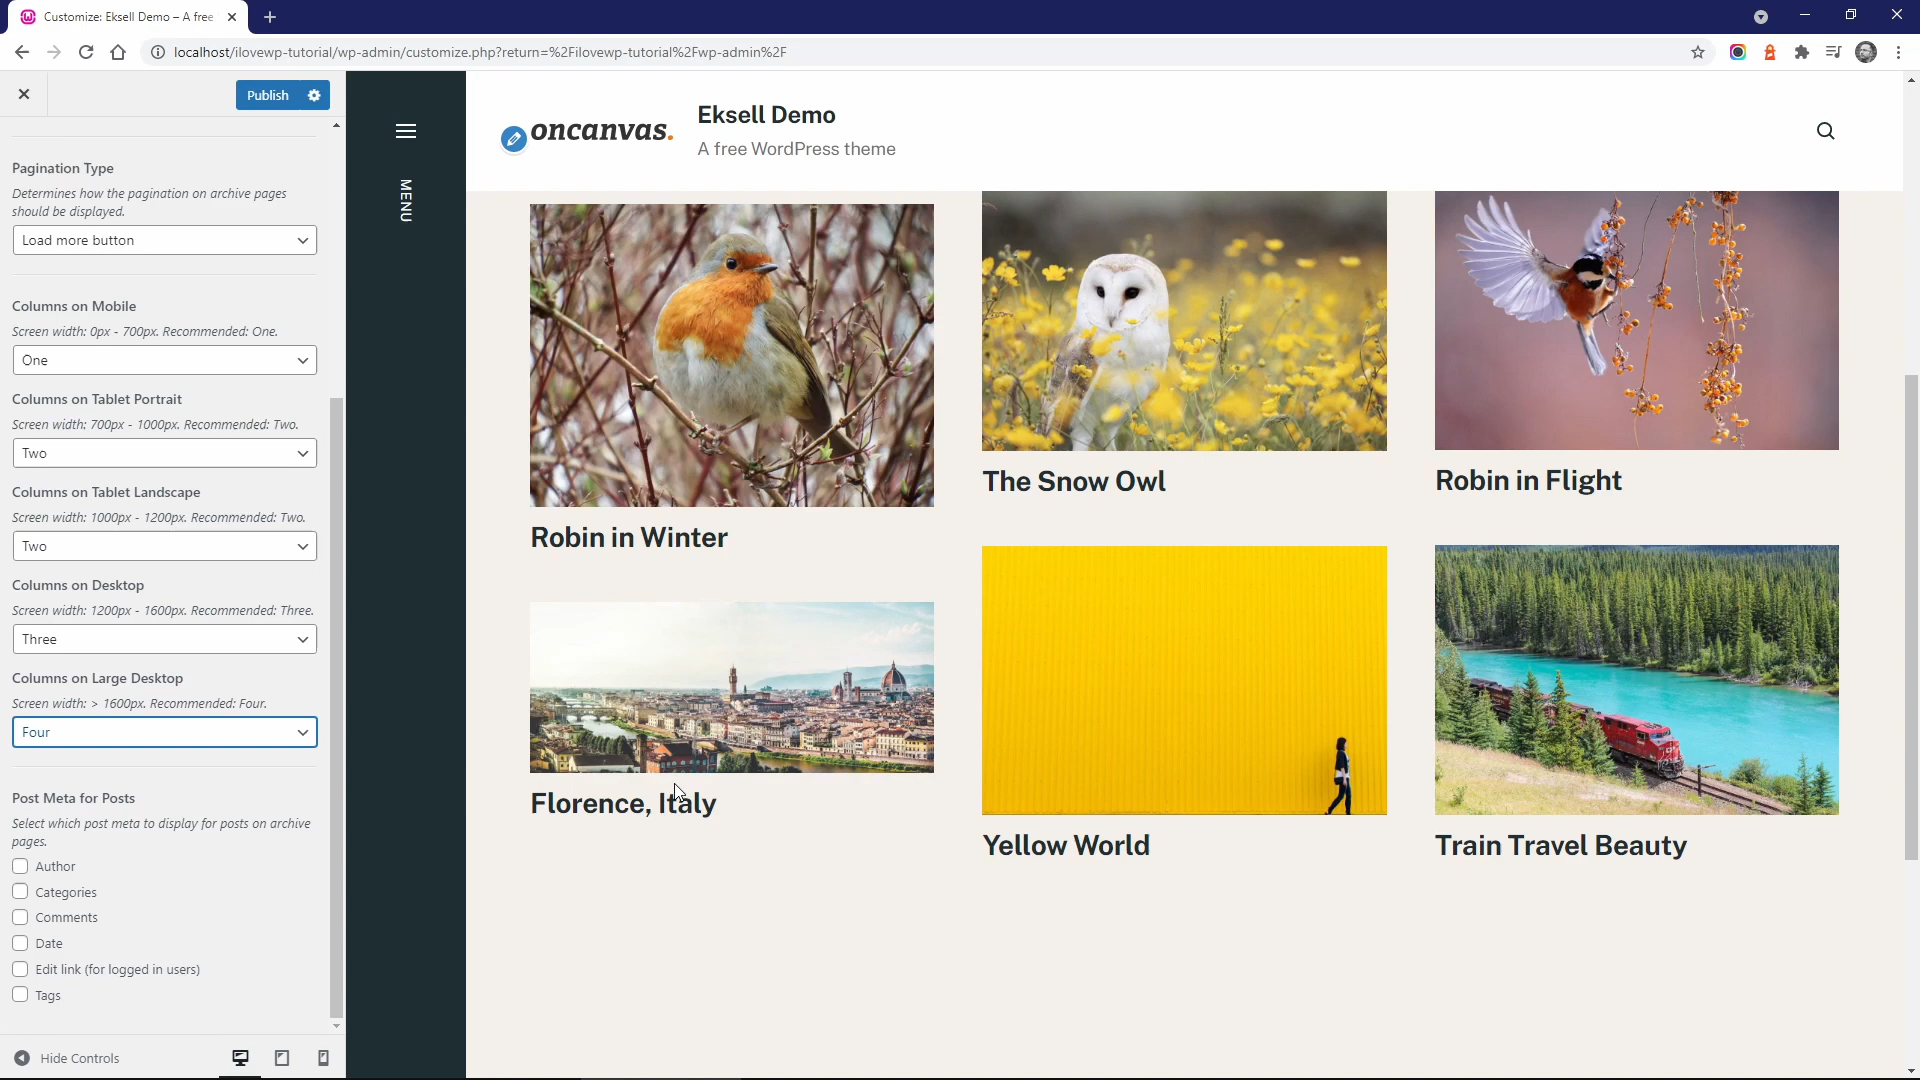 Customize: Eksell Demo – A free
localhost/ilovewp-tutorial/wp-admin/customize.php?return=%2Filovewp-tutorial%2Fwp-admin%2F
Publish
Pagination Type
Determines how the pagination on archive pages
should be displayed.
Load more button
Columns on Mobile
Screen width: 0px - 700px. Recommended: One.
One
Columns on Tablet Portrait
Screen width: 700px - 1000px. Recommended: Two.
Two
Columns on Tablet Landscape
Screen width: 1000px - 1200px. Recommended: Two.
Two
Columns on Desktop
Screen width: 1200px - 1600px. Recommended: Three.
Three
Columns on Large Desktop
Screen width: > 1600px. Recommended: Four.
Four
Post Meta for Posts
Select which post meta to display for posts on archive
pages.
Author
Categories
Comments
Date
Edit link (for logged in users)
Tags
Hide Controls
MENU
oncanvas.
Eksell Demo
A free WordPress theme
Robin in Winter
The Snow Owl
Robin in Flight
Florence, Italy
Yellow World
Train Travel Beauty